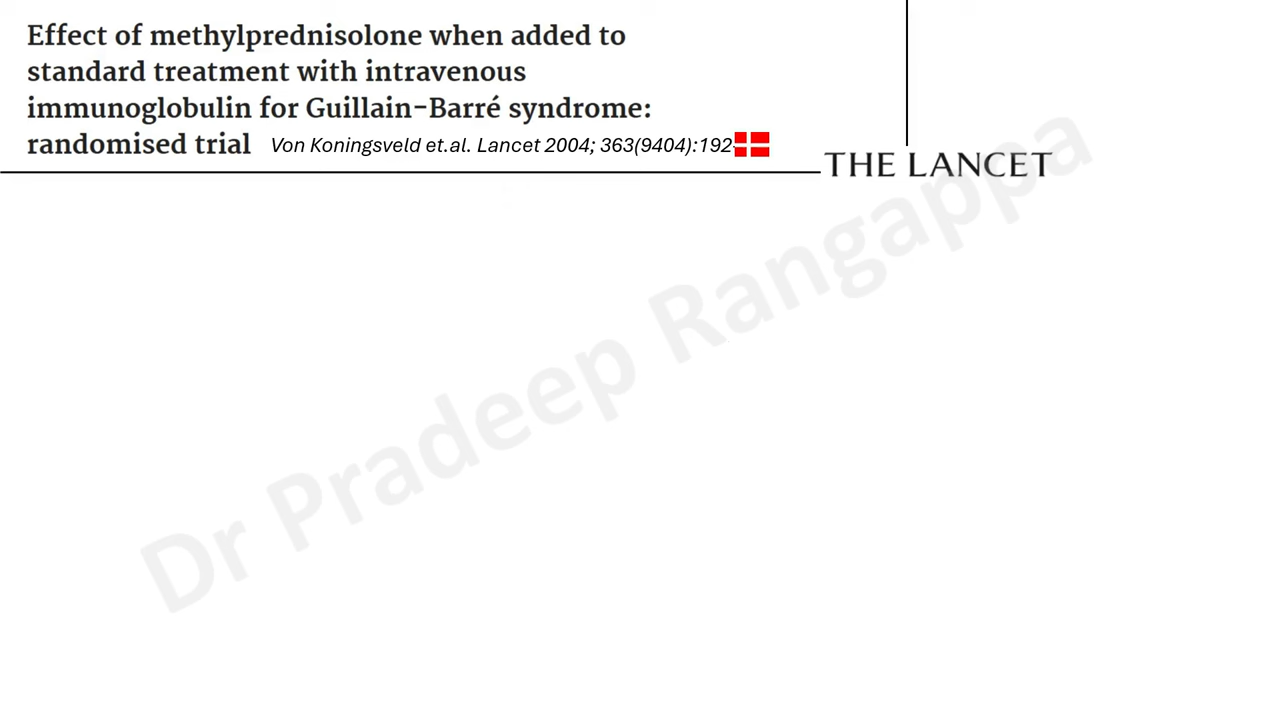 Effect of methylprednisolone when added to
standard treatment with intravenous
immunoglobulin for Guillain-Barré syndrome:
randomised trial Von Koningsveld et.al. Lancet 2004; 363(9404):192
THE LANCET
Dr Pradeep Rangappa